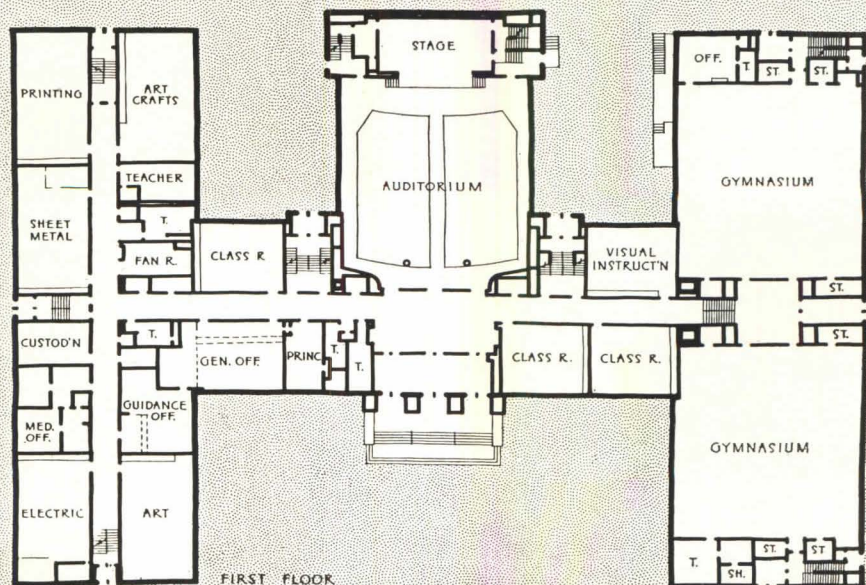 STAGE
OFF.
T.
ST.
ST.
PRINTING
ART
CRAFTS
TEACHER
AUDITORIUM
GYMNASIUM
SHEET
METAL
T.
FAN R.
CLASS R
VISUAL
INSTRUCT'N
ST.
ST.
CUSTOD'N
T.
GEN. OFF.
PRINC.
T.
T.
CLASS R.
CLASS R.
GUIDANCE
OFF.
MED.
OFF.
GYMNASIUM
ELECTRIC
ART
T.
SH.
ST.
ST
FIRST FLOOR